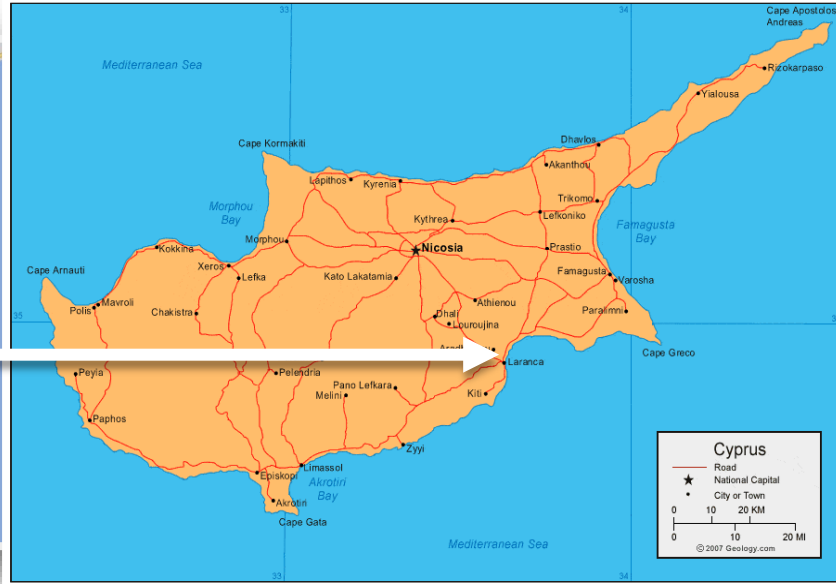 33
34
Cape Apostolos
Andreas
Mediterranean Sea
Rizokarpaso
Yialousa
Cape Kormakiti
Dhavlos
Akanthou
Lapithos
Kyrenia
Trikomo
Morphou
Bay
Kythrea
Lefkoniko
Famagusta
Bay
Morphou
Nicosia
Kokkina
Prastio
Xeros
Cape Arnauti
Lefka
Kato Lakatamia
Famagusta
Varosha
Mavroli
Polis
Chakistra
Athienou
Dhali
Louroujina
Paralimni
35
Cape Greco
Laranca
Peyia
Pelendria
Pano Lefkara
Melini
Kiti
Paphos
Zyyi
Limassol
Episkopi
Akrotiri
Bay
Akrotiri
Cape Gata
Mediterranean Sea
33
34
Cyprus
Road
National Capital
City or Town
0 10 20 KM
0 10 20 MI
©2007 Geology.com